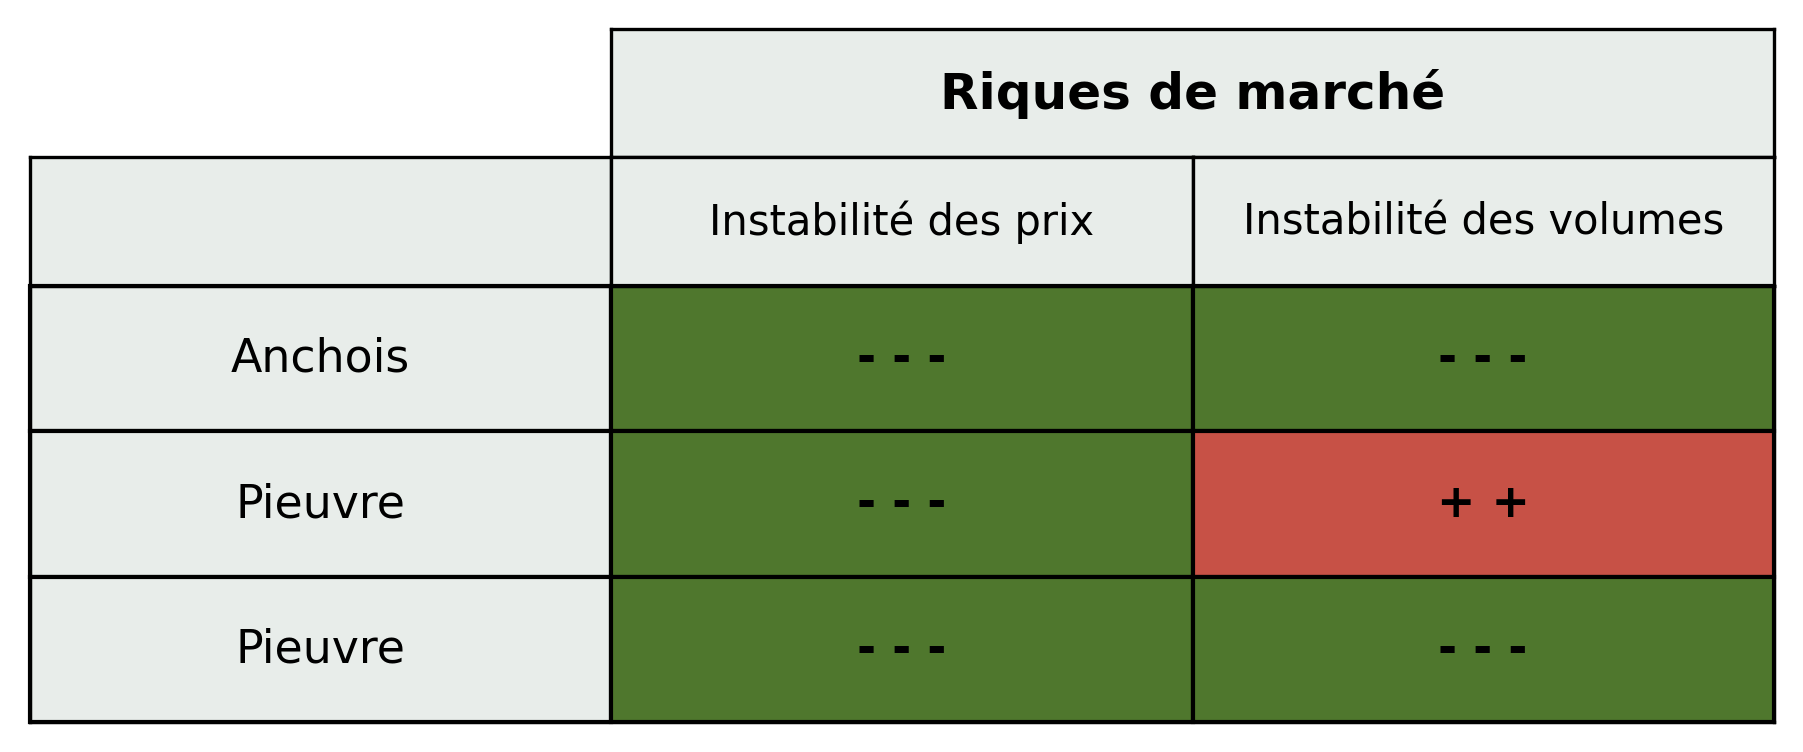 Riques de marché
Instabilité des prix Instabilité des volumes
Anchois - - - - - -
Pieuvre - - - + +
Pieuvre - - - - - -